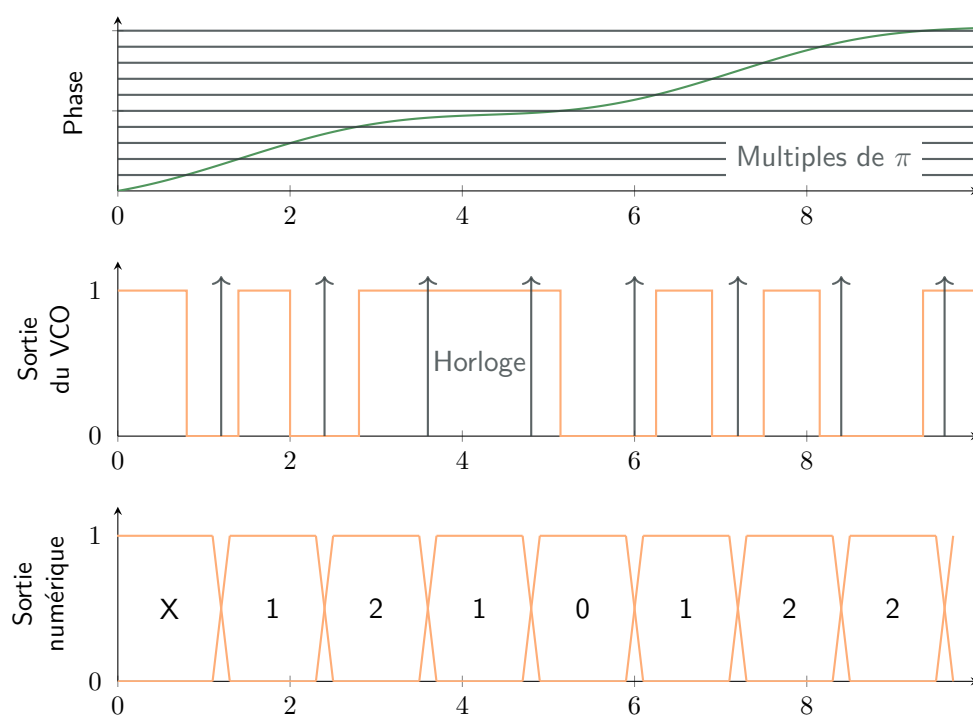 Phase
Multiples de π
0 2 4 6 8
Sortie
du VCO
1
Horloge
0
0 2 4 6 8
Sortie
numérique
1
X 1 2 1 0 1 2 2
0
0 2 4 6 8